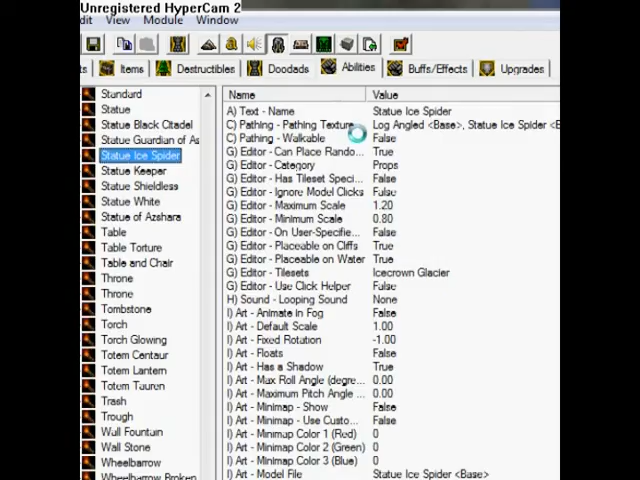 Unregistered HyperCam 2
dit View Module Window
ts Items Destructibles Doodads Abilities Buffs/Effects Upgrades
Standard
Statue
Statue Black Citadel
Statue Guardian of As
Statue Ice Spider
Statue Keeper
Statue Shieldless
Statue White
Statue of Azshara
Table
Table Torture
Table and Chair
Throne
Throne
Tombstone
Torch
Torch Glowing
Totem Centaur
Totem Lantern
Totem Tauren
Trash
Trough
Wall Fountain
Wall Stone
Wheelbarrow
Wheelbarrow Broken
Name Value
A) Text - Name Statue Ice Spider
C) Pathing - Pathing Texture Log Angled <Base>, Statue Ice Spider <B
C) Pathing - Walkable False
G) Editor - Can Place Rando... True
G) Editor - Category Props
G) Editor - Has Tileset Speci... False
G) Editor - Ignore Model Clicks False
G) Editor - Maximum Scale 1.20
G) Editor - Minimum Scale 0.80
G) Editor - On User-Specifie... False
G) Editor - Placeable on Cliffs True
G) Editor - Placeable on Water True
G) Editor - Tilesets Icecrown Glacier
G) Editor - Use Click Helper False
H) Sound - Looping Sound None
I) Art - Animate in Fog False
I) Art - Default Scale 1.00
I) Art - Fixed Rotation -1.00
I) Art - Floats False
I) Art - Has a Shadow True
I) Art - Max Roll Angle (degre... 0.00
I) Art - Maximum Pitch Angle ... 0.00
I) Art - Minimap - Show False
I) Art - Minimap - Use Custo... False
I) Art - Minimap Color 1 (Red) 0
I) Art - Minimap Color 2 (Green) 0
I) Art - Minimap Color 3 (Blue) 0
I) Art - Model File Statue Ice Spider <Base>